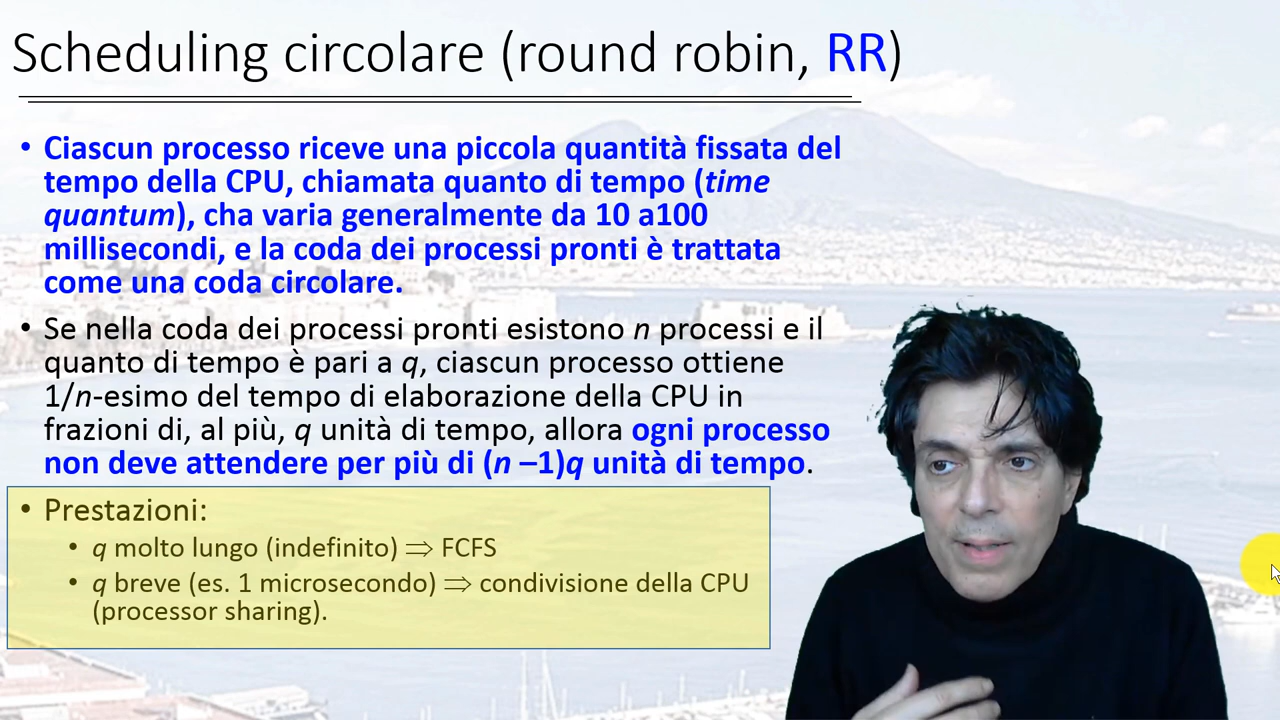 Scheduling circolare (round robin, RR)
• Ciascun processo riceve una piccola quantità fissata del
tempo della CPU, chiamata quanto di tempo (time
quantum), cha varia generalmente da 10 a100
millisecondi, e la coda dei processi pronti è trattata
come una coda circolare.
• Se nella coda dei processi pronti esistono n processi e il
quanto di tempo è pari a q, ciascun processo ottiene
1/n-esimo del tempo di elaborazione della CPU in
frazioni di, al più, q unità di tempo, allora ogni processo
non deve attendere per più di (n –1)q unità di tempo.
• Prestazioni:
• q molto lungo (indefinito) ⇒ FCFS
• q breve (es. 1 microsecondo) ⇒ condivisione della CPU
(processor sharing).